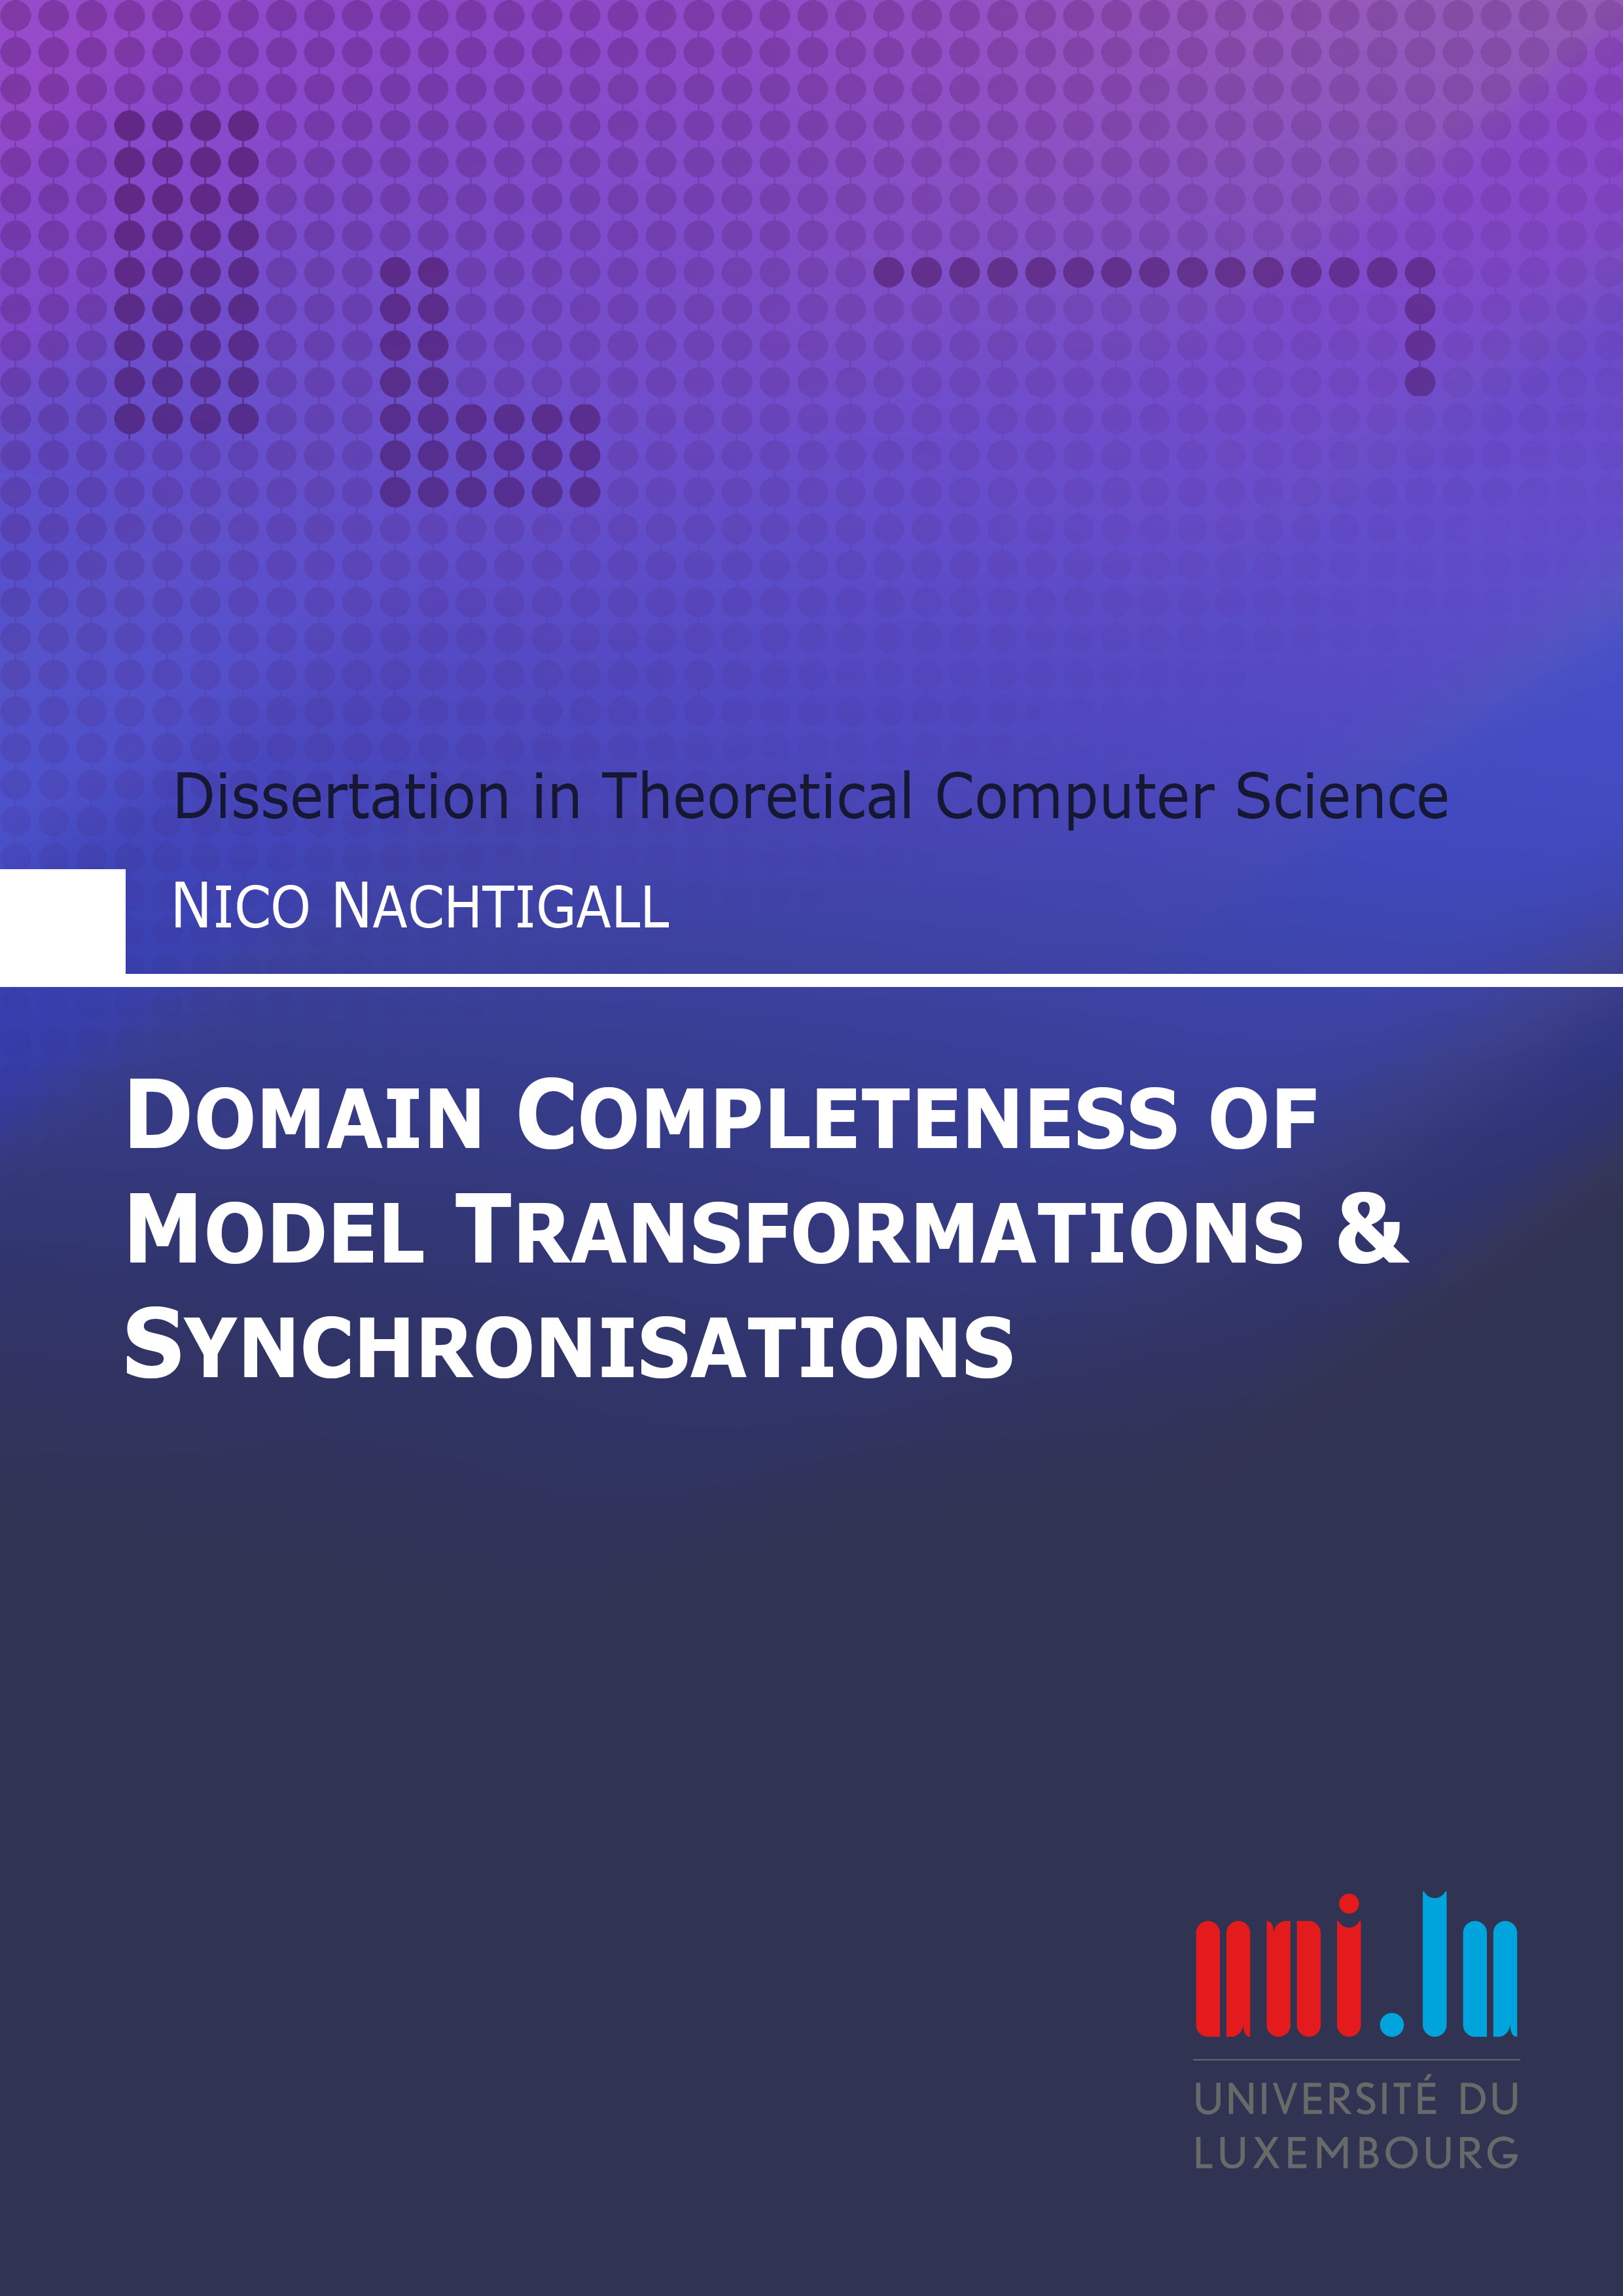 Dissertation in Theoretical Computer Science
NICO NACHTIGALL
DOMAIN COMPLETENESS OF
MODEL TRANSFORMATIONS &
SYNCHRONISATIONS
uni.lu
UNIVERSITÉ DU
LUXEMBOURG